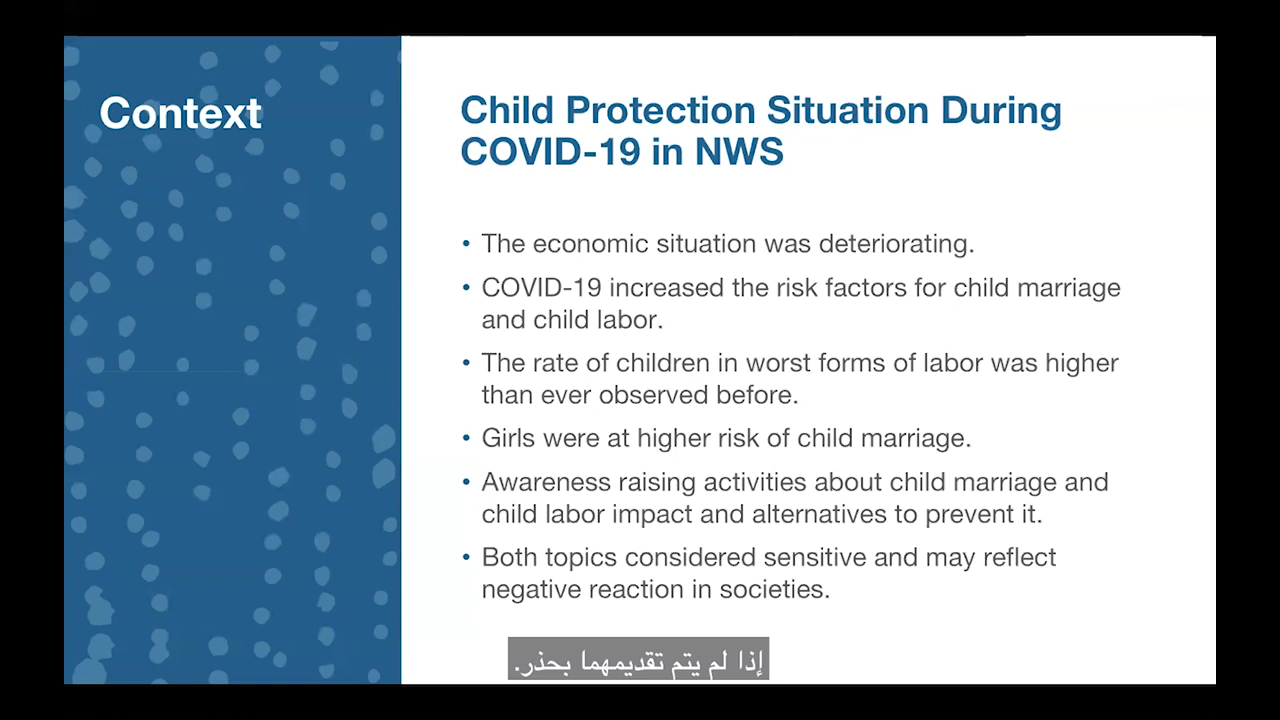 Context
Child Protection Situation During
COVID-19 in NWS
• The economic situation was deteriorating.
• COVID-19 increased the risk factors for child marriage
and child labor.
• The rate of children in worst forms of labor was higher
than ever observed before.
• Girls were at higher risk of child marriage.
• Awareness raising activities about child marriage and
child labor impact and alternatives to prevent it.
• Both topics considered sensitive and may reflect
negative reaction in societies.
إذا لم يتم تقديمهما بحذر.